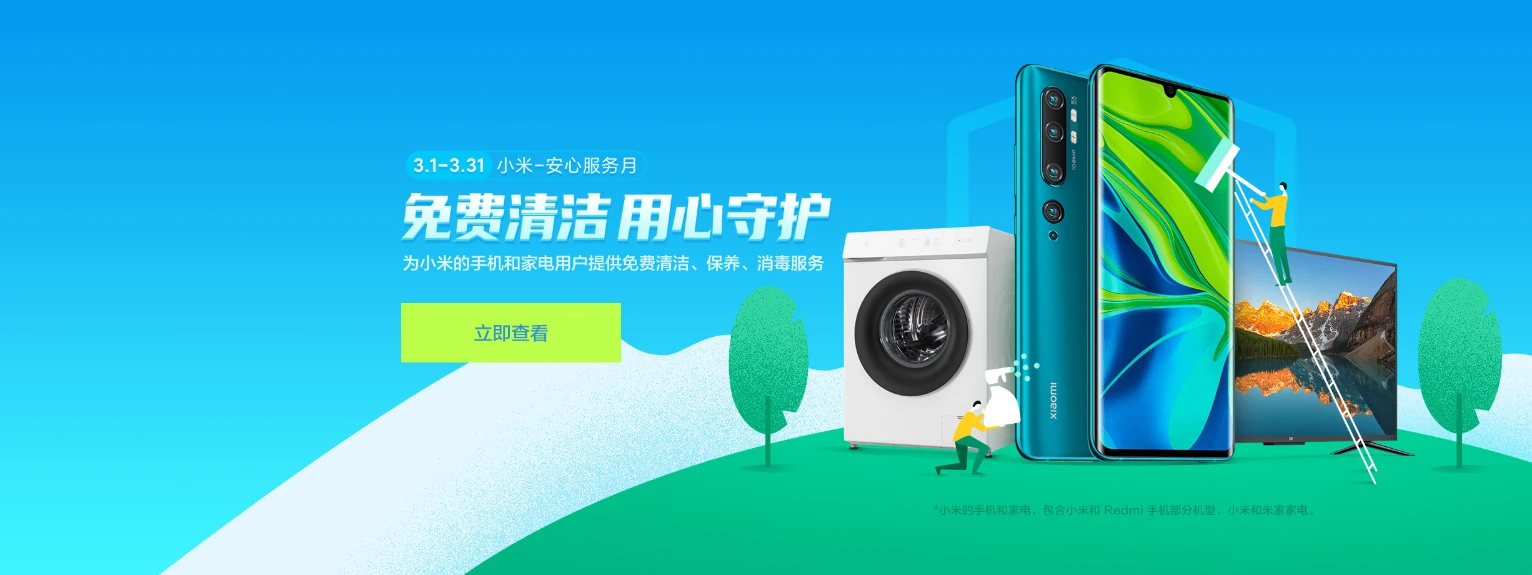 3.1-3.31 小米-安心服务月
免费清洁 用心守护
为小米的手机和家电用户提供免费清洁、保养、消毒服务
立即查看
108MP
xiaomi
*小米的手机和家电，包含小米和 Redmi 手机部分机型，小米和米家家电。